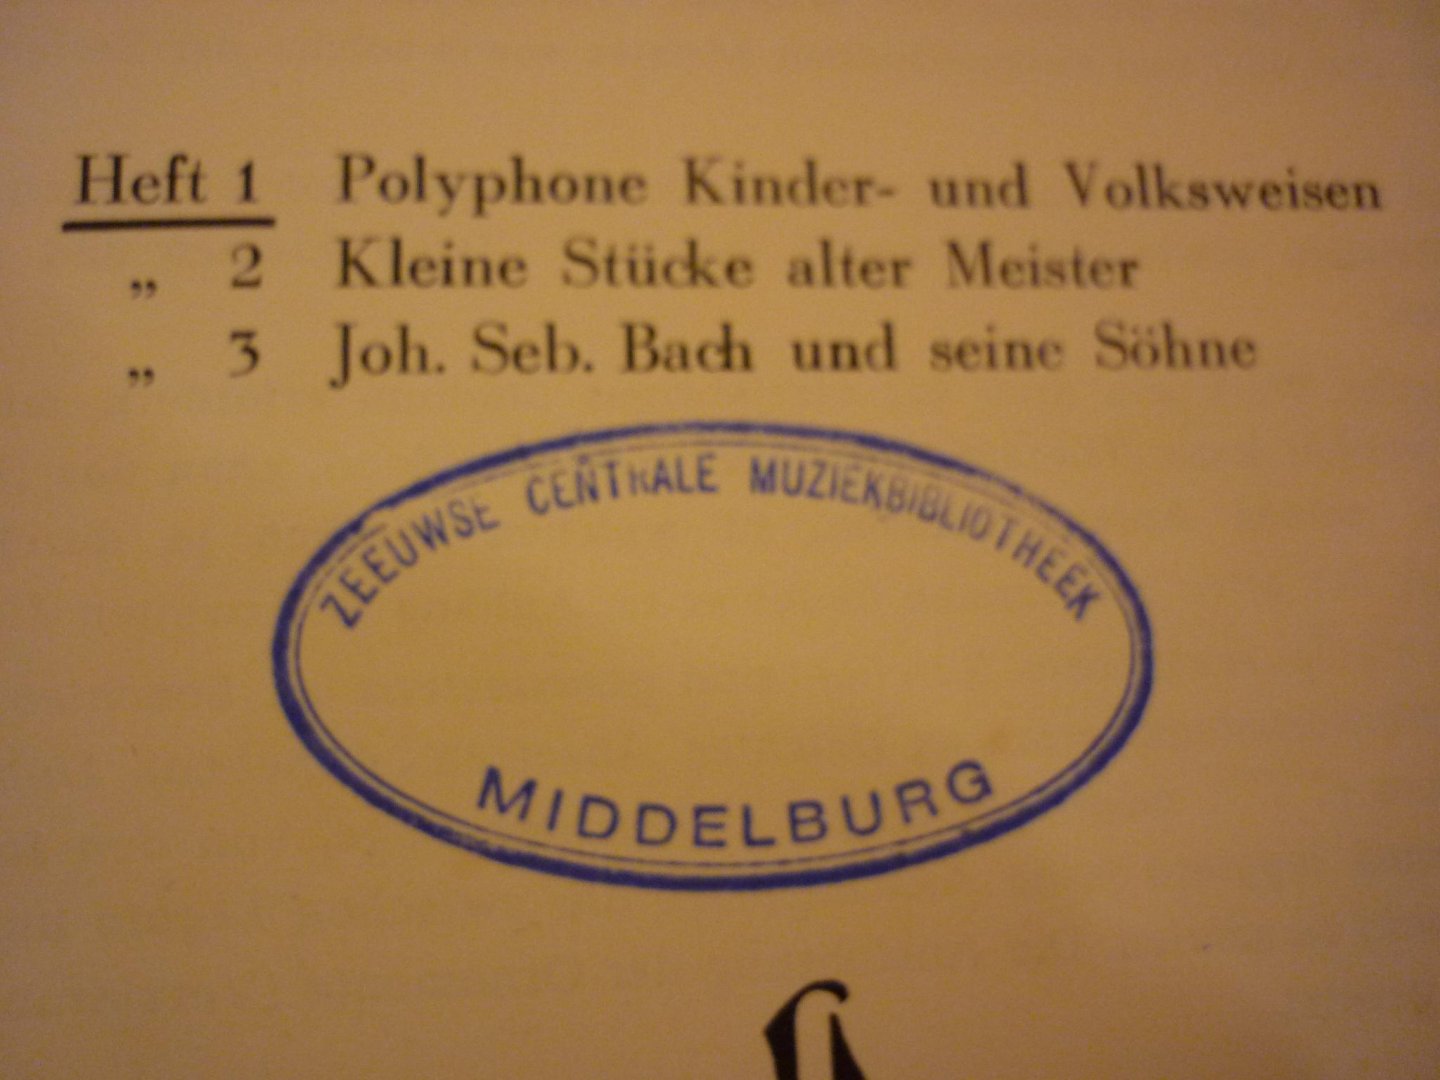 Heft 1 Polyphone Kinder- und Volksweisen
„ 2 Kleine Stücke alter Meister
„ 3 Joh. Seb. Bach und seine Söhne
ZEEUWSE CENTRALE MUZIEKBIBLIOTHEEK
MIDDELBURG